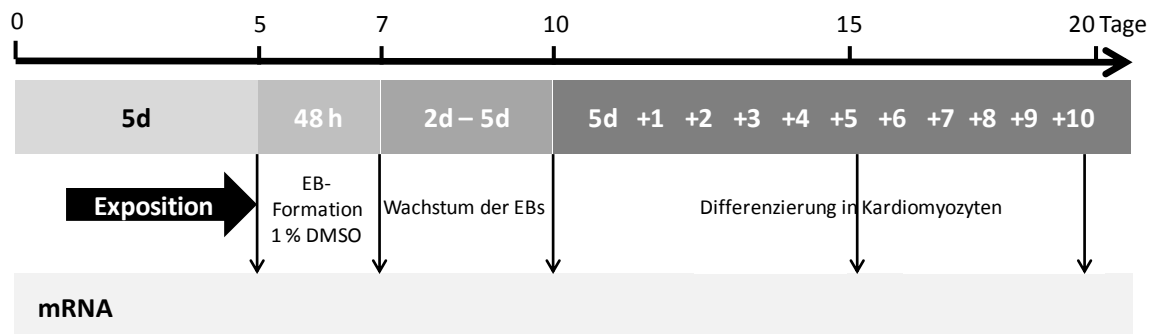 0 5 7 10 15 20 Tage
5d 48 h 2d – 5d 5d +1 +2 +3 +4 +5 +6 +7 +8 +9 +10
Exposition
EB-
Formation
1 % DMSO
Wachstum der EBs
Differenzierung in Kardiomyozyten
mRNA